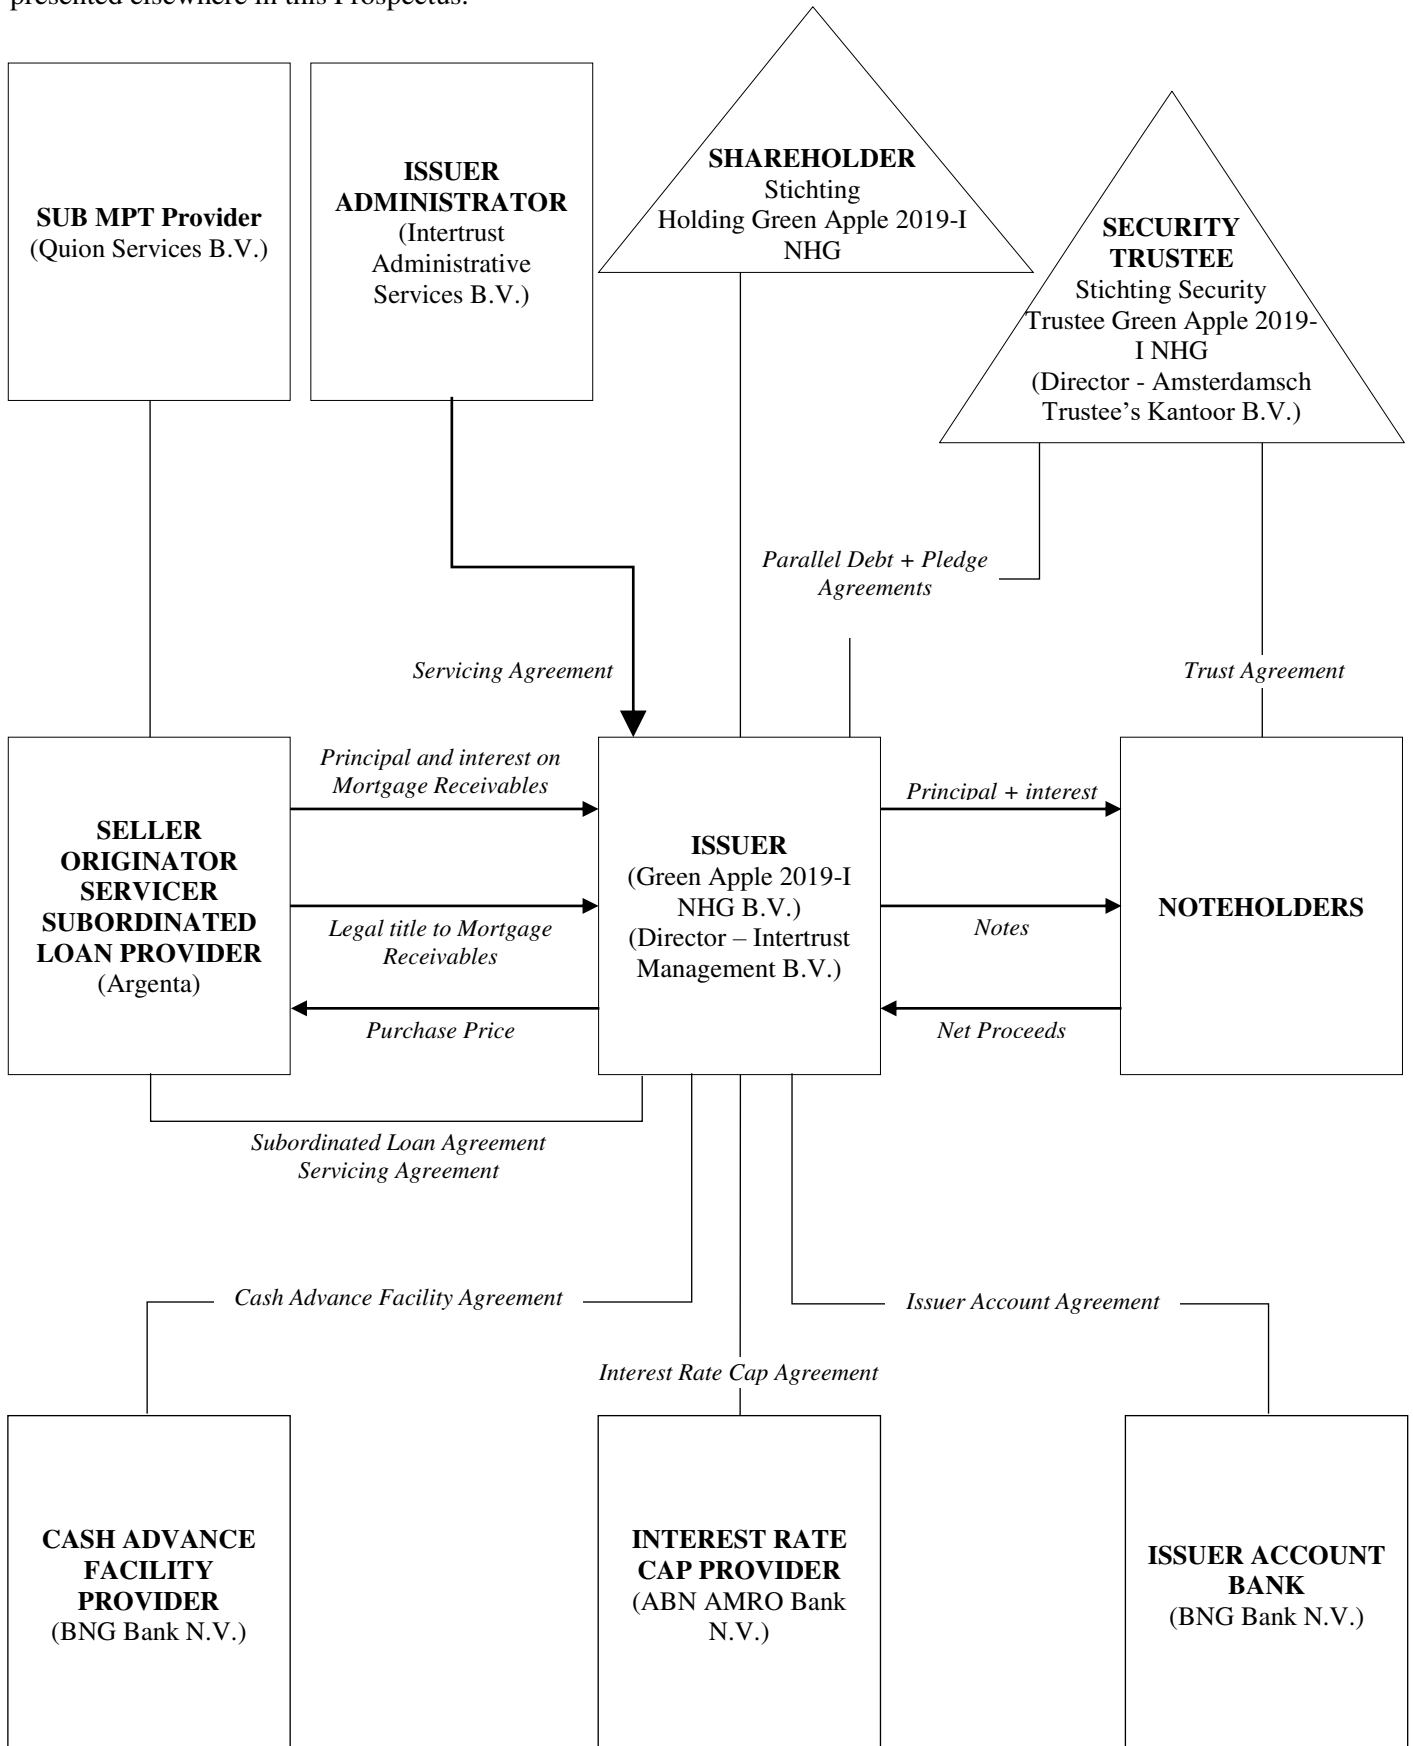 presented elsewhere in this Prospectus.
SUB MPT Provider
(Quion Services B.V.)
ISSUER
ADMINISTRATOR
(Intertrust
Administrative
Services B.V.)
SHAREHOLDER
Stichting
Holding Green Apple 2019-I
NHG
SECURITY
TRUSTEE
Stichting Security
Trustee Green Apple 2019-
I NHG
(Director - Amsterdamsch
Trustee's Kantoor B.V.)
Parallel Debt + Pledge
Agreements
Servicing Agreement
Trust Agreement
SELLER
ORIGINATOR
SERVICER
SUBORDINATED
LOAN PROVIDER
(Argenta)
Principal and interest on
Mortgage Receivables
Legal title to Mortgage
Receivables
Purchase Price
ISSUER
(Green Apple 2019-I
NHG B.V.)
(Director – Intertrust
Management B.V.)
Principal + interest
Notes
Net Proceeds
NOTEHOLDERS
Subordinated Loan Agreement
Servicing Agreement
Cash Advance Facility Agreement
Issuer Account Agreement
Interest Rate Cap Agreement
CASH ADVANCE
FACILITY
PROVIDER
(BNG Bank N.V.)
INTEREST RATE
CAP PROVIDER
(ABN AMRO Bank
N.V.)
ISSUER ACCOUNT
BANK
(BNG Bank N.V.)